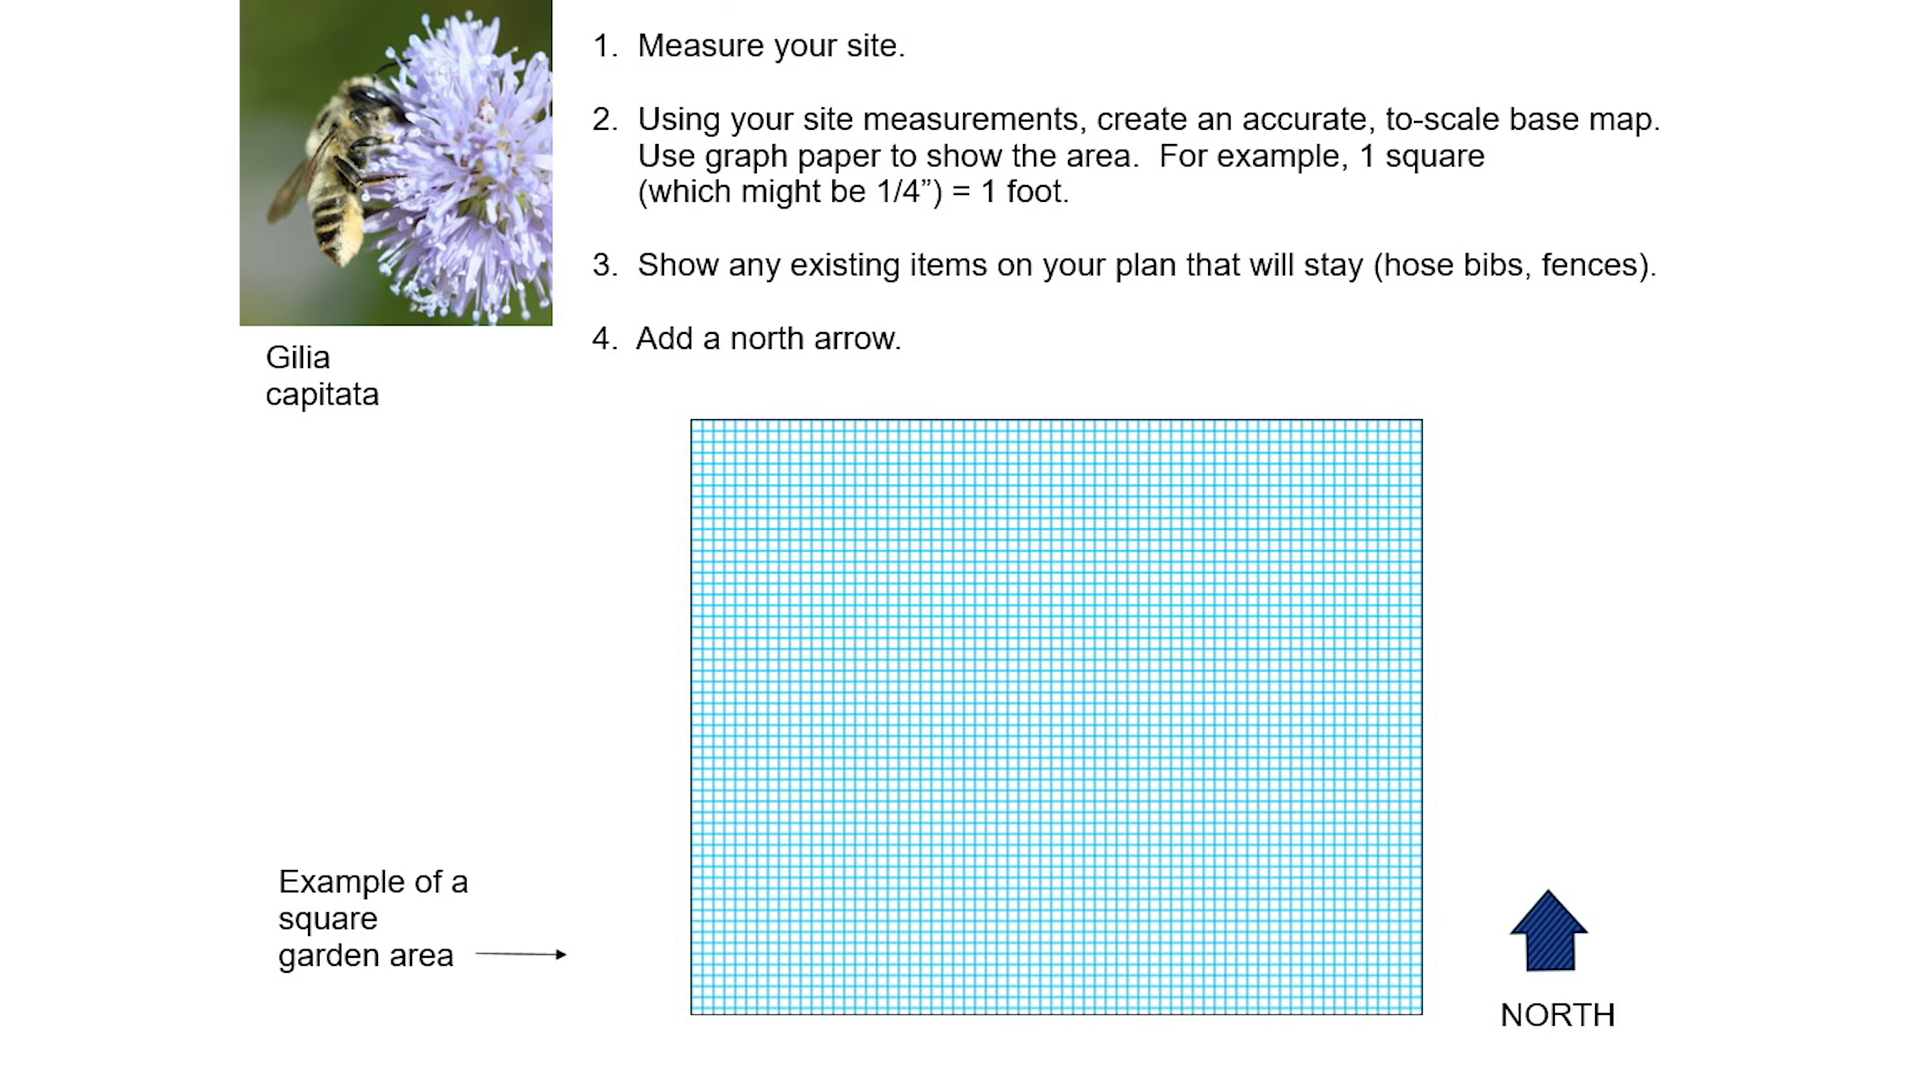 1. Measure your site.
2. Using your site measurements, create an accurate, to-scale base map.
Use graph paper to show the area. For example, 1 square
(which might be 1/4”) = 1 foot.
3. Show any existing items on your plan that will stay (hose bibs, fences).
4. Add a north arrow.
Gilia
capitata
Example of a
square
garden area
NORTH